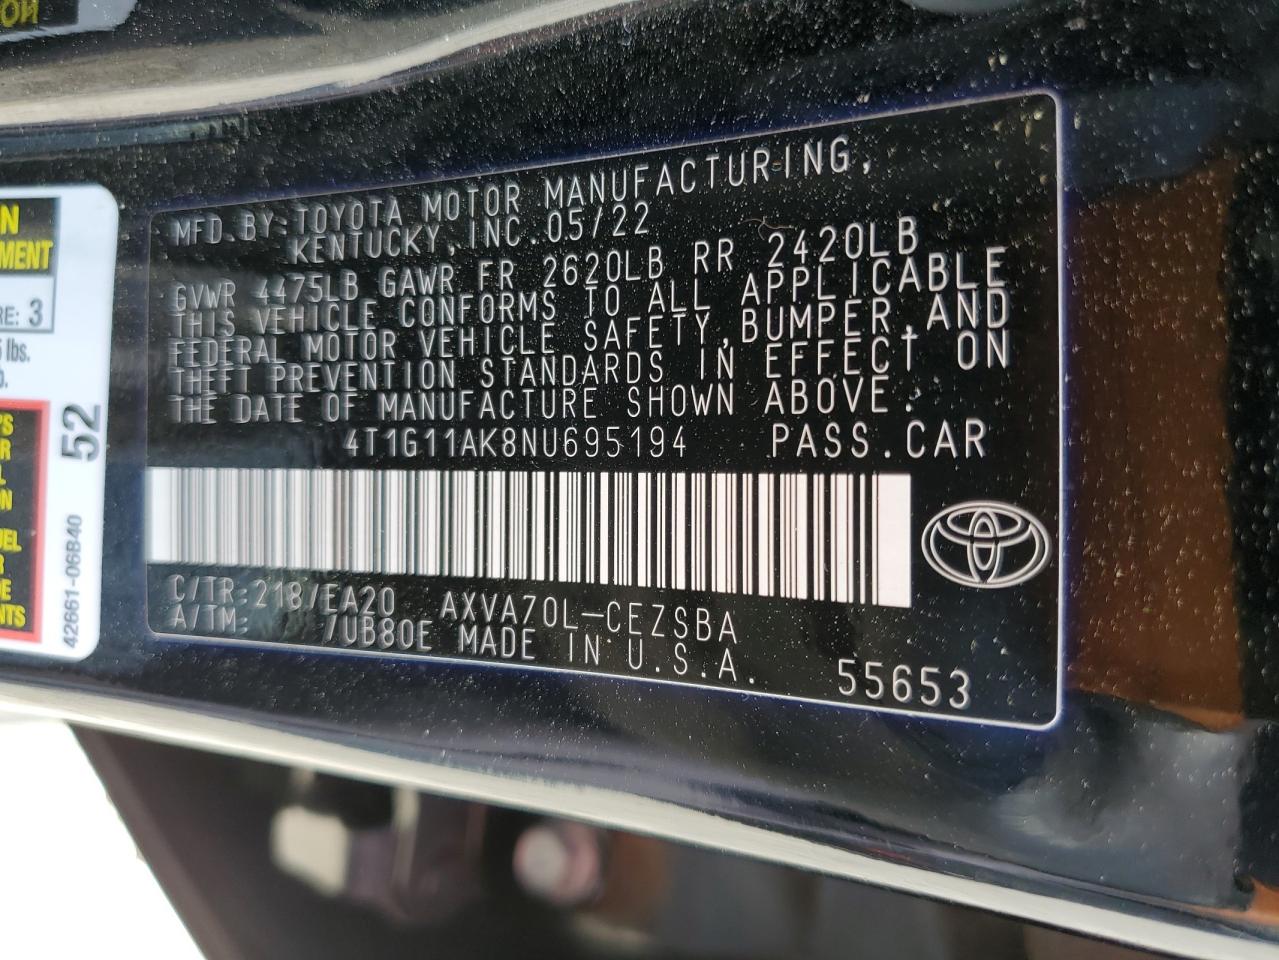 MFD. BY: TOYOTA MOTOR MANUFACTURING,
KENTUCKY, INC. 05/22
GVWR 4475LB GAWR FR 2620LB RR 2420LB
THIS VEHICLE CONFORMS TO ALL APPLICABLE
FEDERAL MOTOR VEHICLE SAFETY, BUMPER, AND
THEFT PREVENTION STANDARDS IN EFFECT ON
THE DATE OF MANUFACTURE SHOWN ABOVE.
4T1G11AK8NU695194 PASS.CAR
C/TR: 218/EA20 AXVA70L-CEZSBA
A/TM: /UB80E MADE IN U.S.A.
55653
3
lbs.
52
42661-06B40